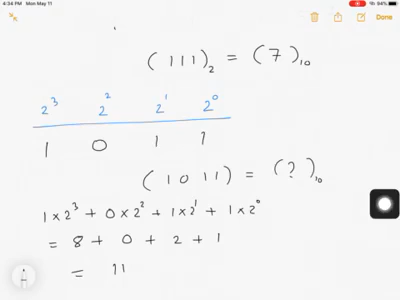 4:34 PM Mon May 11
94%
Done
(111)₂ = (7)₁₀
2³ 2² 2¹ 2⁰
1 0 1 1
(1011) = (?)₁₀
1×2³ + 0×2² + 1×2¹ + 1×2⁰
= 8 + 0 + 2 + 1
= 11